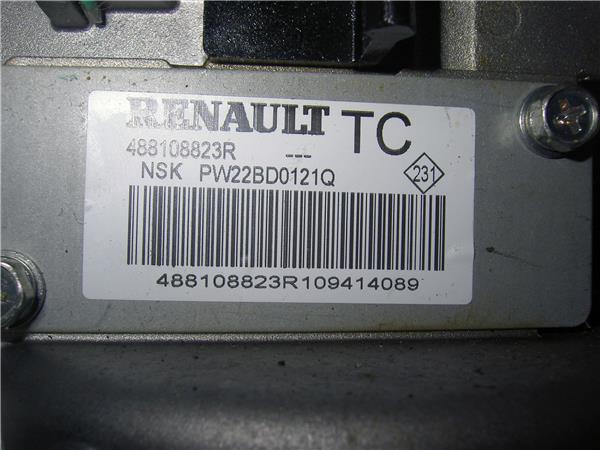 RENAULT TC
488108823R ---
NSK PW22BD0121Q
231
488108823R109414089